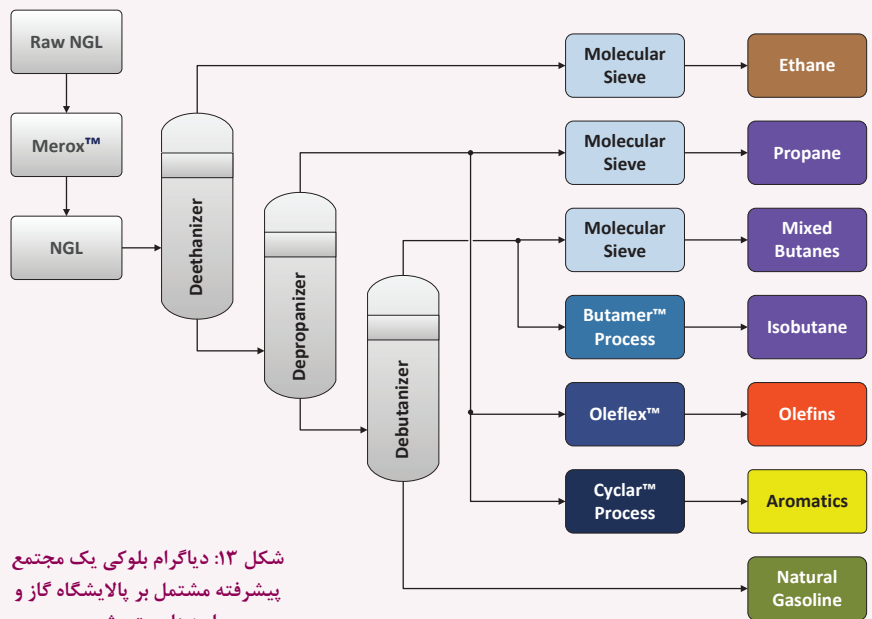 Raw NGL
Merox™
NGL
Deethanizer
Depropanizer
Debutanizer
Molecular
Sieve
Ethane
Molecular
Sieve
Propane
Molecular
Sieve
Mixed
Butanes
Butamer™
Process
Isobutane
Oleflex™
Olefins
Cyclar™
Process
Aromatics
Natural
Gasoline
شکل ۱۳: دیاگرام بلوکی یک مجتمع
پیشرفته مشتمل بر پالایشگاه گاز و